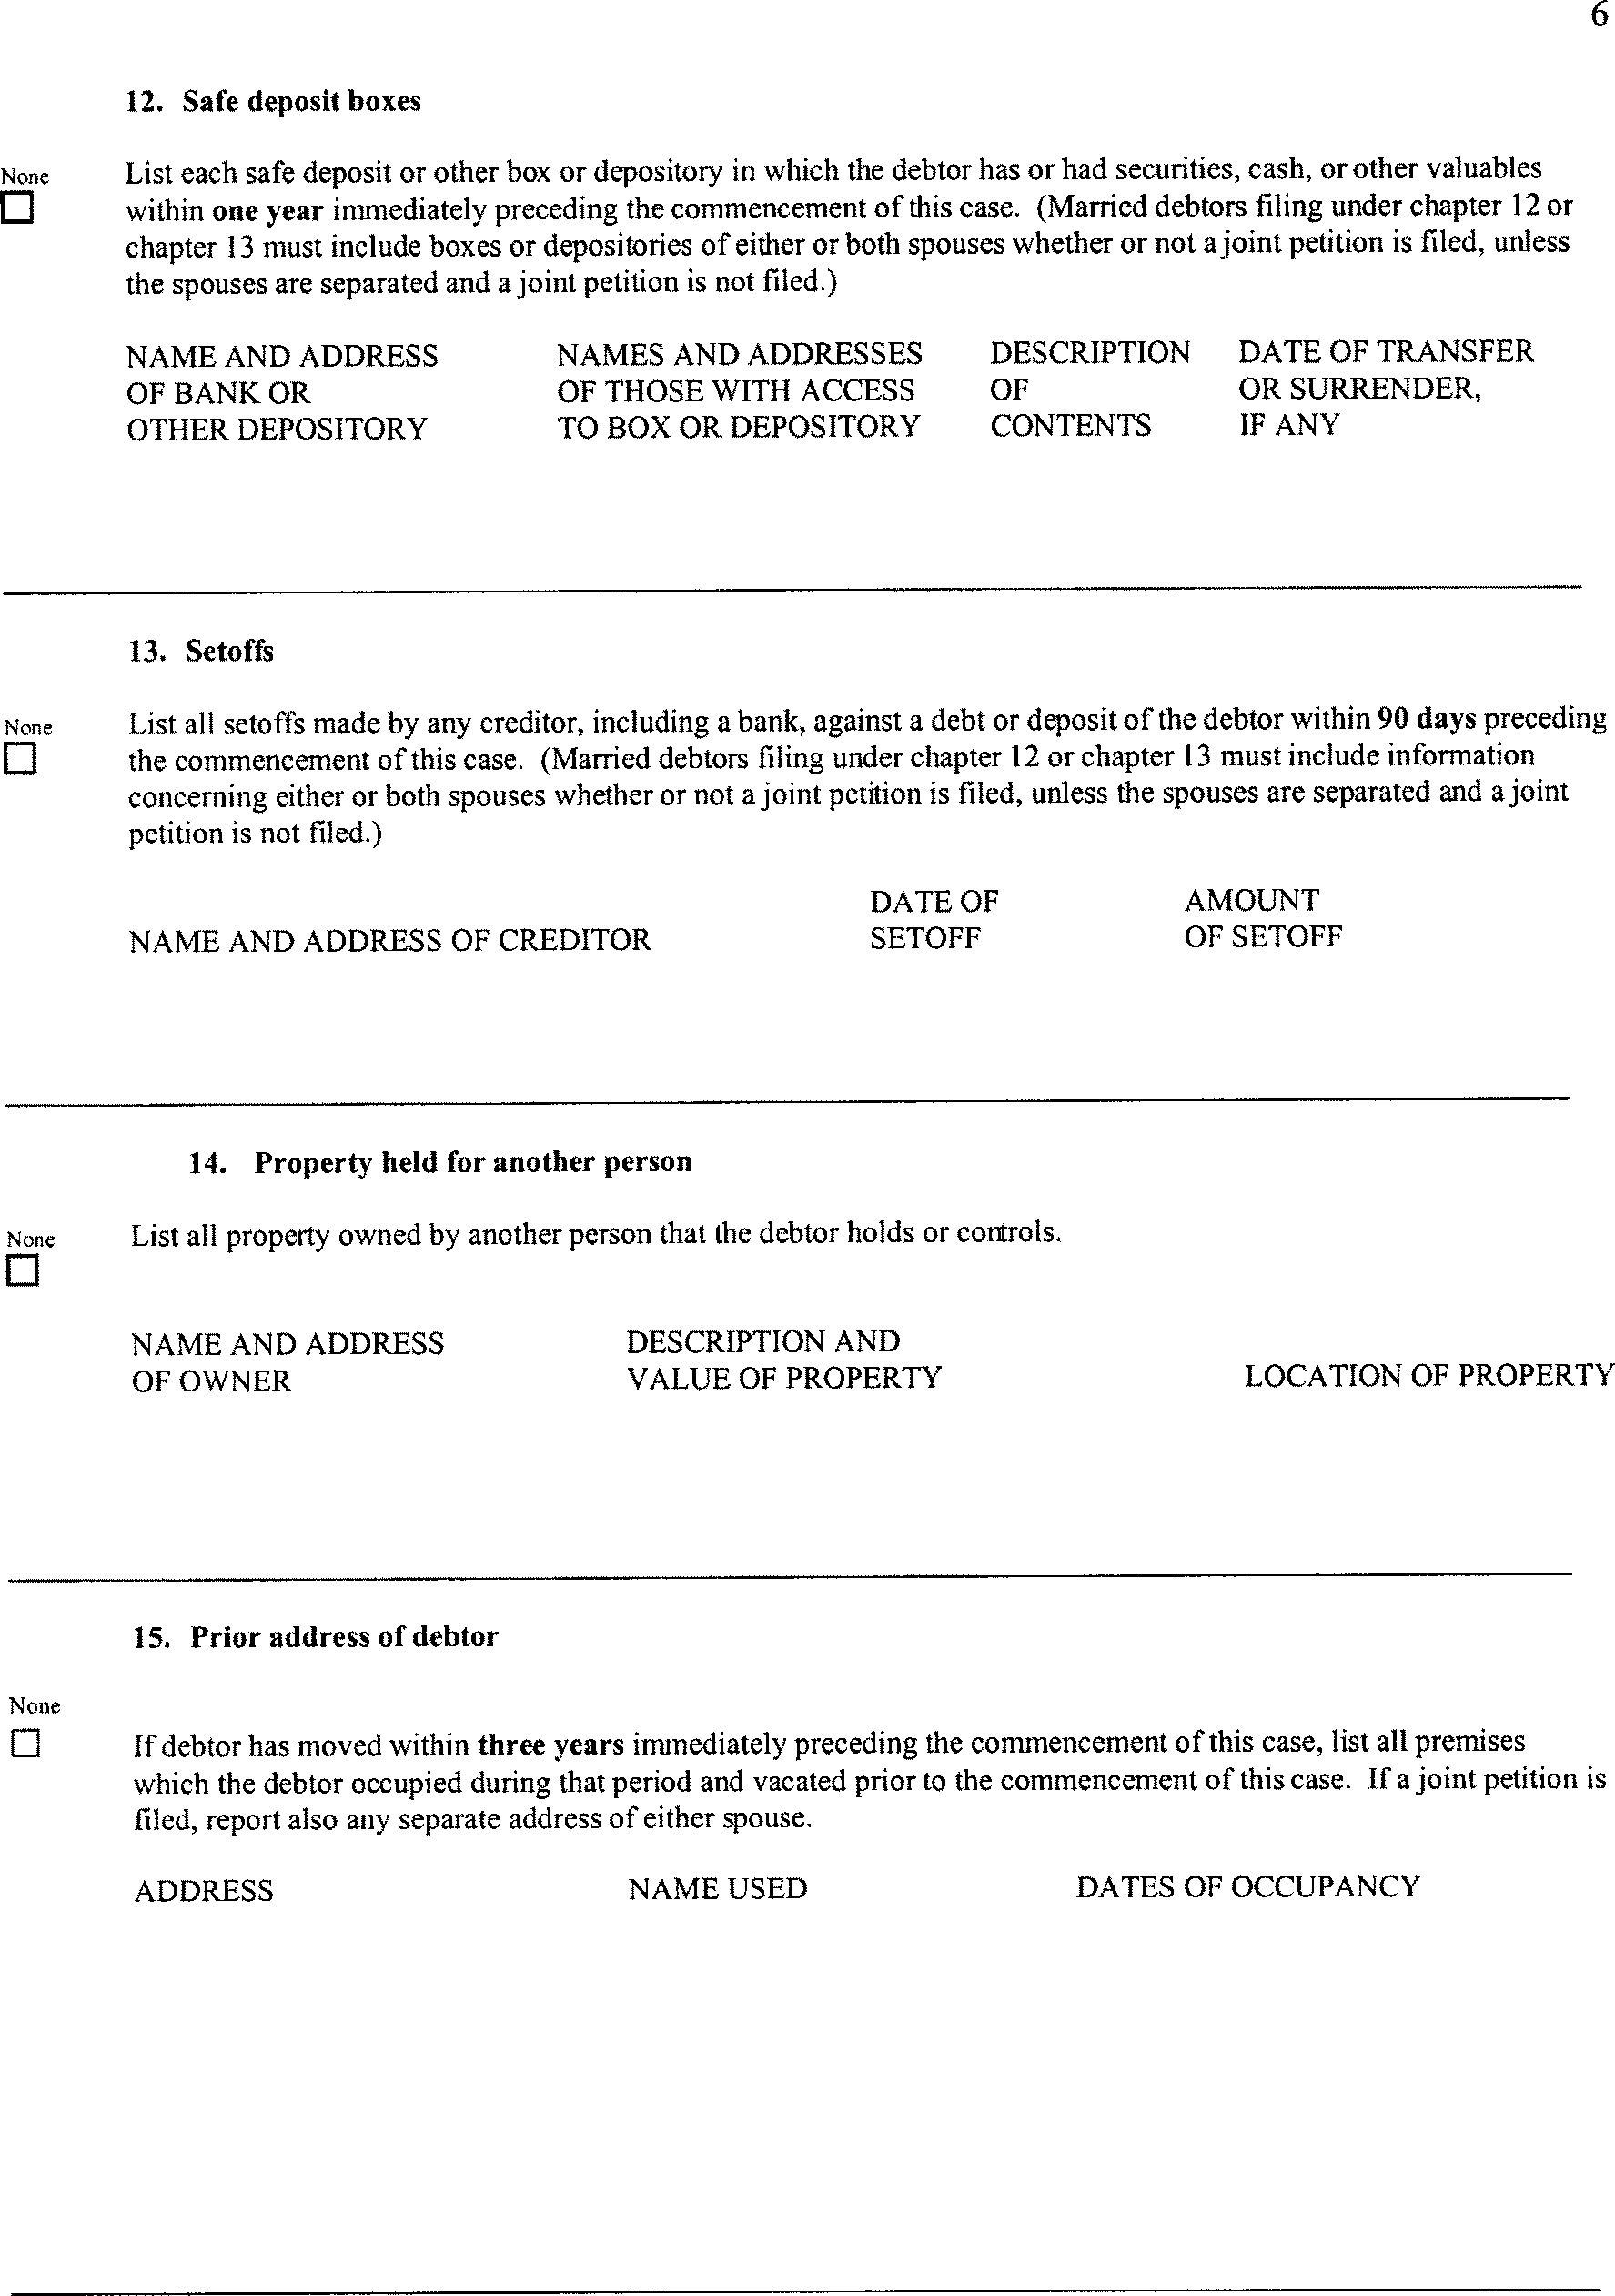 6
12. Safe deposit boxes
None
List each safe deposit or other box or depository in which the debtor has or had securities, cash, or other valuables
within one year immediately preceding the commencement of this case. (Married debtors filing under chapter 12 or
chapter 13 must include boxes or depositories of either or both spouses whether or not a joint petition is filed, unless
the spouses are separated and a joint petition is not filed.)
NAME AND ADDRESS NAMES AND ADDRESSES DESCRIPTION DATE OF TRANSFER
OF BANK OR OF THOSE WITH ACCESS OF OR SURRENDER,
OTHER DEPOSITORY TO BOX OR DEPOSITORY CONTENTS IF ANY
13. Setoffs
None
List all setoffs made by any creditor, including a bank, against a debt or deposit of the debtor within 90 days preceding
the commencement of this case. (Married debtors filing under chapter 12 or chapter 13 must include information
concerning either or both spouses whether or not a joint petition is filed, unless the spouses are separated and a joint
petition is not filed.)
DATE OF AMOUNT
NAME AND ADDRESS OF CREDITOR SETOFF OF SETOFF
14. Property held for another person
None
List all property owned by another person that the debtor holds or controls.
NAME AND ADDRESS DESCRIPTION AND
OF OWNER VALUE OF PROPERTY LOCATION OF PROPERTY
15. Prior address of debtor
None
If debtor has moved within three years immediately preceding the commencement of this case, list all premises
which the debtor occupied during that period and vacated prior to the commencement of this case. If a joint petition is
filed, report also any separate address of either spouse.
ADDRESS NAME USED DATES OF OCCUPANCY